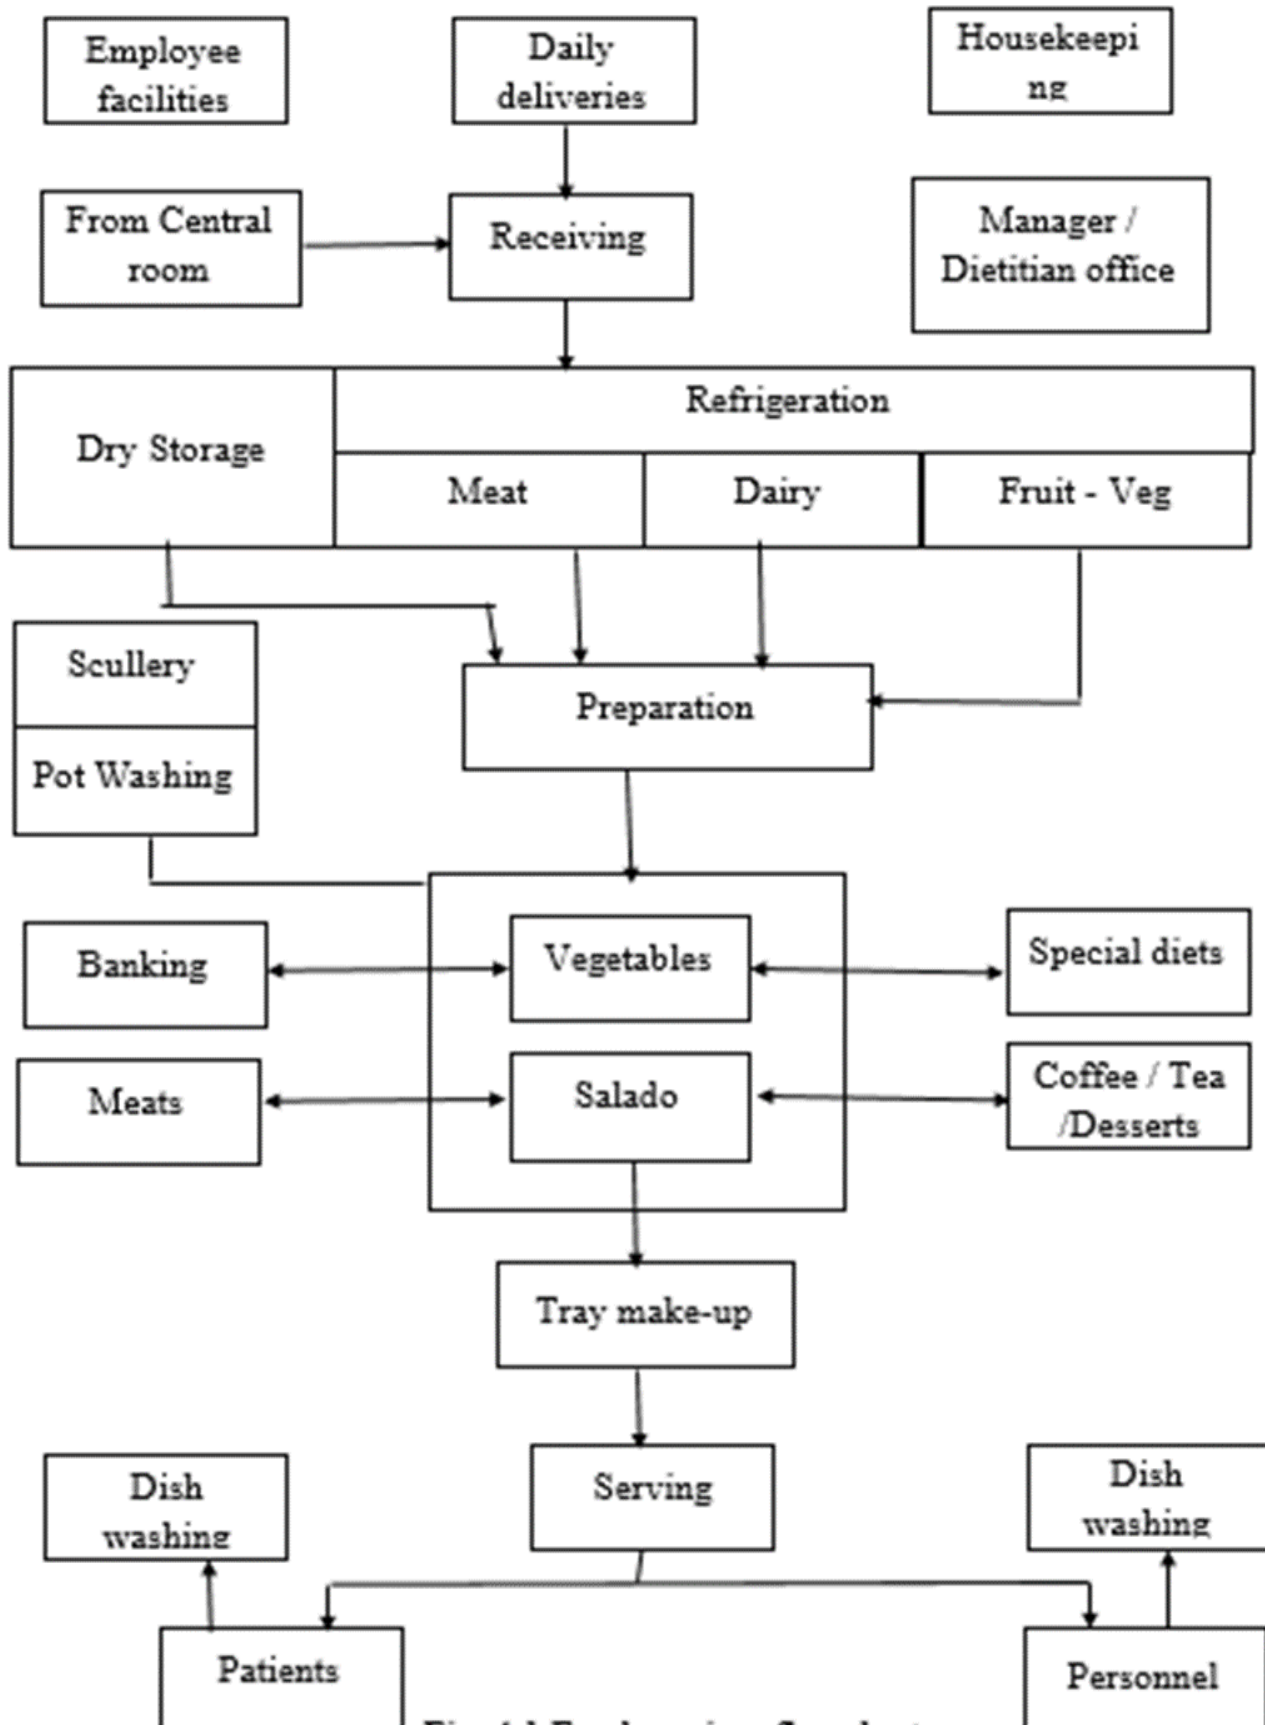 Employee
facilities
Daily
deliveries
Housekeepi
ng
From Central
room
Receiving
Manager /
Dietitian office
Dry Storage
Refrigeration
Meat
Dairy
Fruit - Veg
Scullery
Pot Washing
Preparation
Banking
Vegetables
Special diets
Meats
Salado
Coffee / Tea
/Desserts
Tray make-up
Dish
washing
Serving
Dish
washing
Patients
Personnel